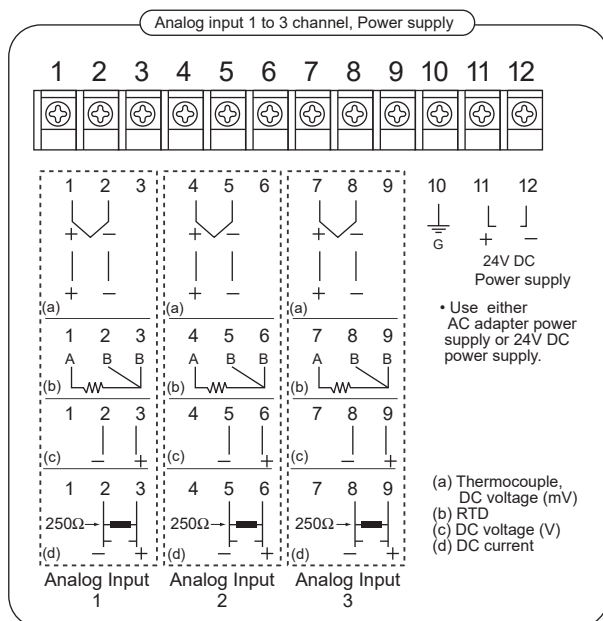 Analog input 1 to 3 channel, Power supply
1 2 3 4 5 6 7 8 9 10 11 12
1 2 3 4 5 6 7 8 9 10 11 12
+ − + − + − G + −
24V DC
Power supply
+ − + − + −
(a) (a) (a)
• Use either
AC adapter power
supply or 24V DC
power supply.
1 2 3 4 5 6 7 8 9
A B B A B B A B B
(b) (b) (b)
1 2 3 4 5 6 7 8 9
(c) − + (c) − + (c) − +
1 2 3 4 5 6 7 8 9
250Ω 250Ω 250Ω
(d) − + (d) − + (d) − +
(a) Thermocouple,
DC voltage (mV)
(b) RTD
(c) DC voltage (V)
(d) DC current
Analog Input
1
Analog Input
2
Analog Input
3